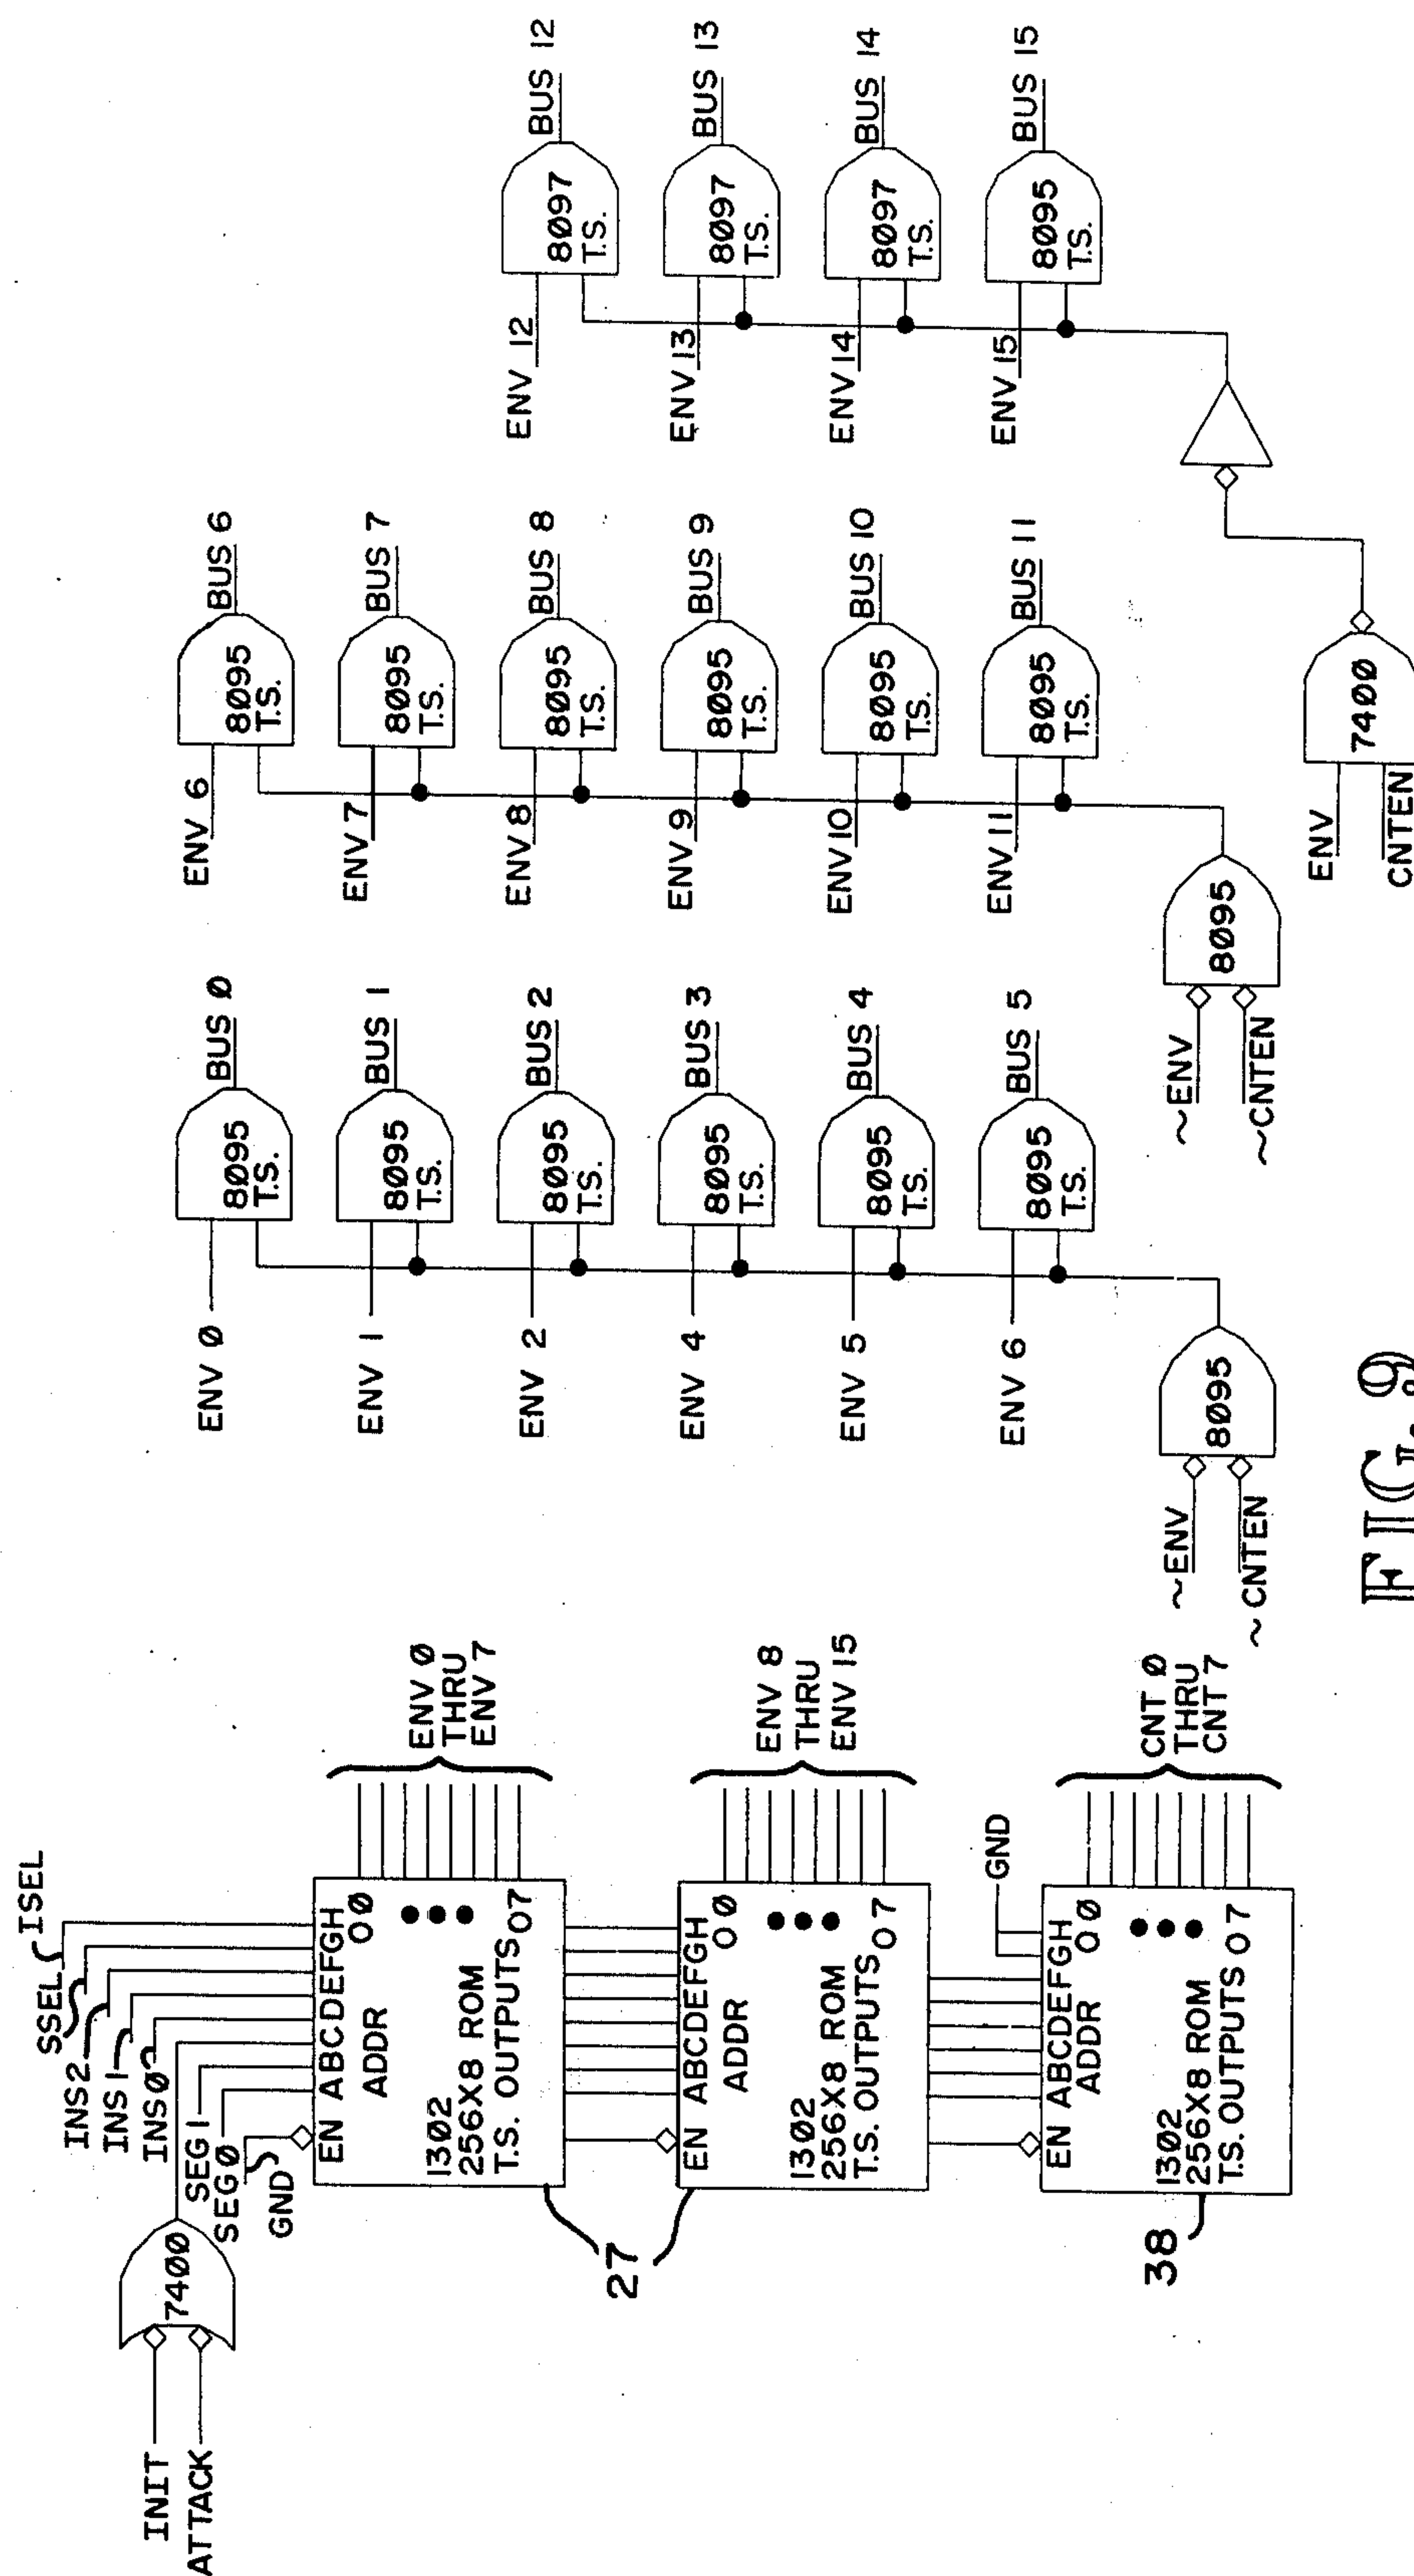 INIT
ATTACK
7400
GND
SEG 0
SEG 1
INS0
INS1
INS2
SSEL
ISEL
EN ABCDEFGH
ADDR
O 0
1302
256X8 ROM
T.S. OUTPUTS O7
ENV 0
THRU
ENV 7
27
EN ABCDEFGH
ADDR
O 0
1302
256X8 ROM
T.S. OUTPUTS O7
ENV 8
THRU
ENV 15
38
GND
EN ABCDEFGH
ADDR
O 0
1302
256X8 ROM
T.S. OUTPUTS O7
CNT 0
THRU
CNT 7
ENV 0
8095
T.S.
BUS 0
ENV 1
8095
T.S.
BUS 1
ENV 2
8095
T.S.
BUS 2
ENV 4
8095
T.S.
BUS 3
ENV 5
8095
T.S.
BUS 4
ENV 6
8095
T.S.
BUS 5
~ENV
~CNTEN
8095
ENV 6
8095
T.S.
BUS 6
ENV 7
8095
T.S.
BUS 7
ENV 8
8095
T.S.
BUS 8
ENV 9
8095
T.S.
BUS 9
ENV 10
8095
T.S.
BUS 10
ENV 11
8095
T.S.
BUS 11
~ENV
~CNTEN
8095
ENV 12
8097
T.S.
BUS 12
ENV 13
8097
T.S.
BUS 13
ENV 14
8097
T.S.
BUS 14
ENV 15
8095
T.S.
BUS 15
ENV
CNTEN
7400
FIG. 9